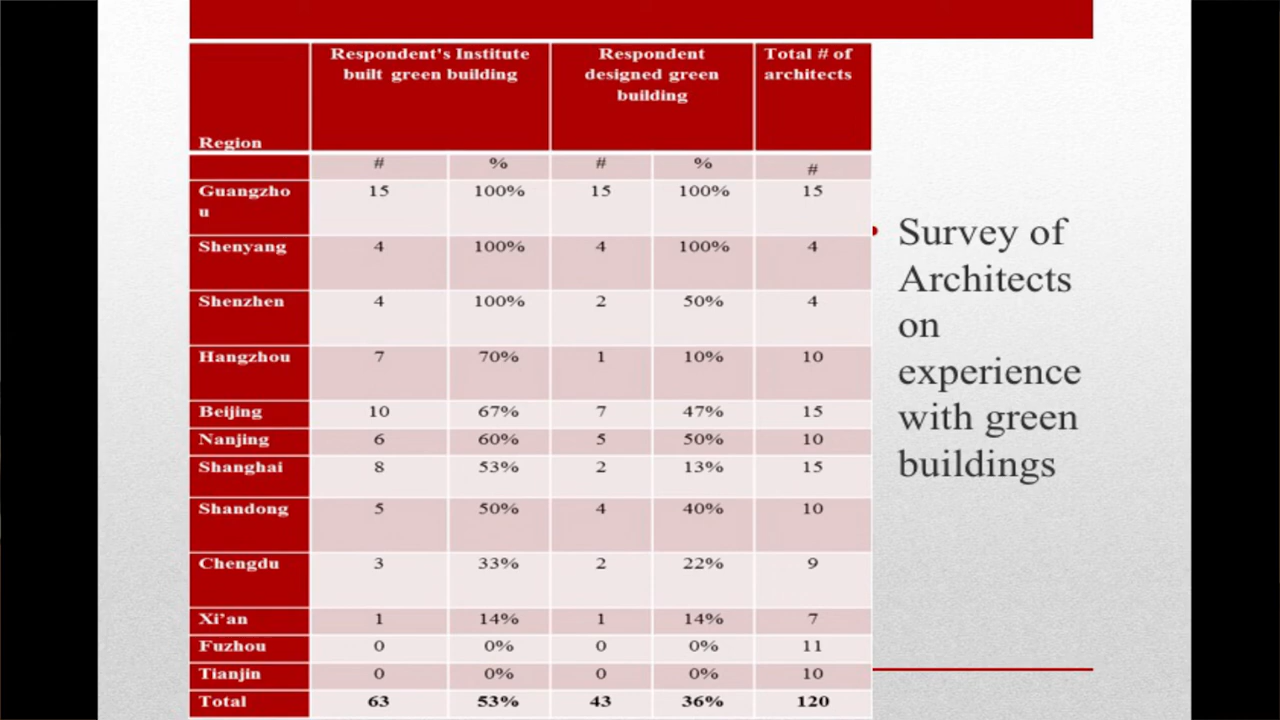 Region Respondent's Institute built green building Respondent designed green building Total # of architects
# % # % #
Guangzhou 15 100% 15 100% 15
Shenyang 4 100% 4 100% 4
Shenzhen 4 100% 2 50% 4
Hangzhou 7 70% 1 10% 10
Beijing 10 67% 7 47% 15
Nanjing 6 60% 5 50% 10
Shanghai 8 53% 2 13% 15
Shandong 5 50% 4 40% 10
Chengdu 3 33% 2 22% 9
Xi’an 1 14% 1 14% 7
Fuzhou 0 0% 0 0% 11
Tianjin 0 0% 0 0% 10
Total 63 53% 43 36% 120
• Survey of
Architects
on
experience
with green
buildings